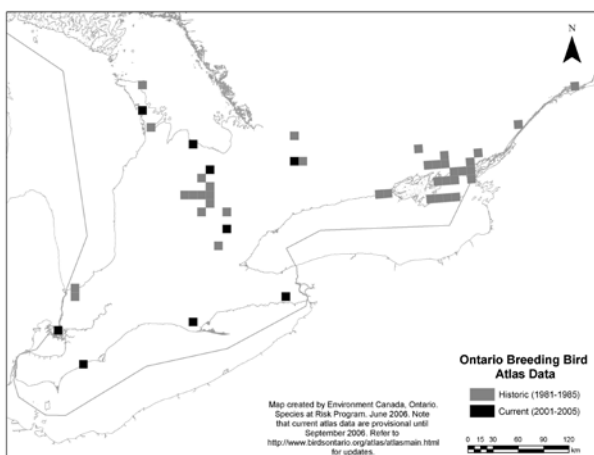 N
Ontario Breeding Bird
Atlas Data
Historic (1981-1985)
Current (2001-2005)
Map created by Environment Canada, Ontario.
Species at Risk Program. June 2006. Note
that current atlas data are provisional until
September 2006. Refer to
http://www.birdsontario.org/atlas/atlasmain.html
for updates.
0 15 30 60 90 120
km